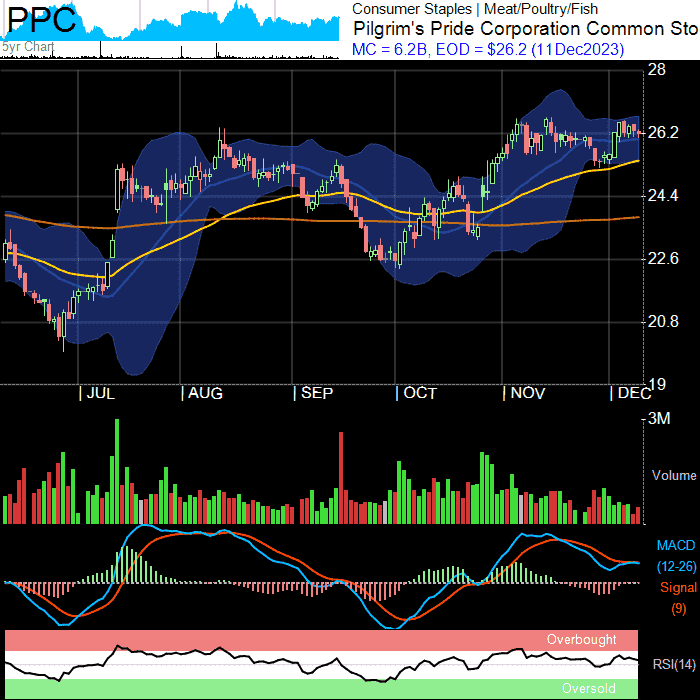 PPC
5yr Chart
Consumer Staples | Meat/Poultry/Fish
Pilgrim's Pride Corporation Common Sto
MC = 6.2B, EOD = $26.2 (11Dec2023)
28
26.2
24.4
22.6
20.8
19
| JUL | AUG | SEP | OCT | NOV | DEC
3M
Volume
MACD
(12-26)
Signal
(9)
Overbought
RSI(14)
Oversold